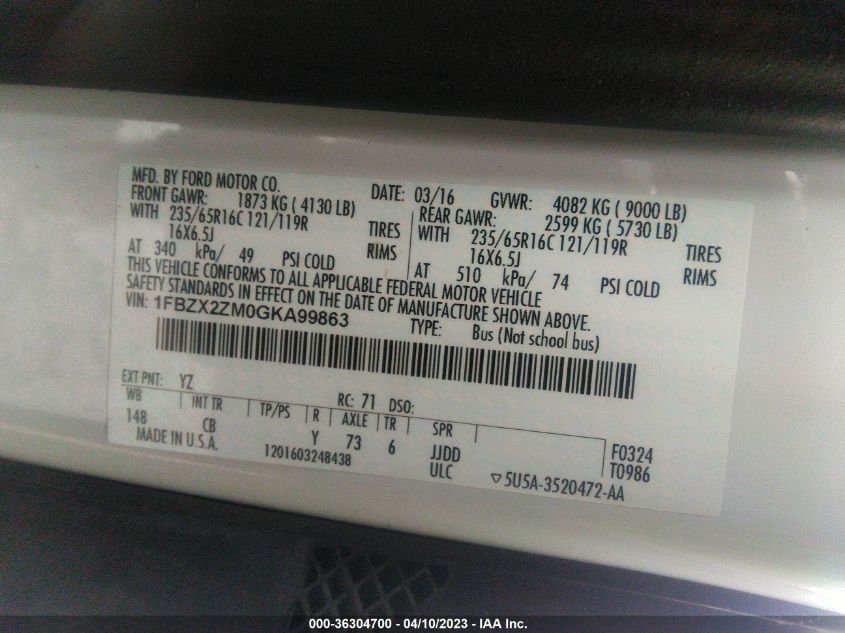 MFD. BY FORD MOTOR CO. DATE: 03/16 GVWR: 4082 KG ( 9000 LB)
FRONT GAWR: 1873 KG ( 4130 LB) REAR GAWR: 2599 KG ( 5730 LB)
WITH 235/65R16C 121/119R TIRES WITH 235/65R16C 121/119R TIRES
16X6.5J RIMS 16X6.5J RIMS
AT 340 kPa/ 49 PSI COLD AT 510 kPa/ 74 PSI COLD
THIS VEHICLE CONFORMS TO ALL APPLICABLE FEDERAL MOTOR VEHICLE
SAFETY STANDARDS IN EFFECT ON THE DATE OF MANUFACTURE SHOWN ABOVE.
VIN: 1FBZX2ZM0GKA99863 TYPE: Bus (Not school bus)
EXT PNT: YZ RC: 71 DSO:
WB INT TR TP/PS R AXLE TR SPR
148 CB Y 73 6 JJDD F0324
MADE IN U.S.A. 1201603248438 ULC T0986
▽5U5A-3520472-AA
000-36304700 - 04/10/2023 - IAA Inc.